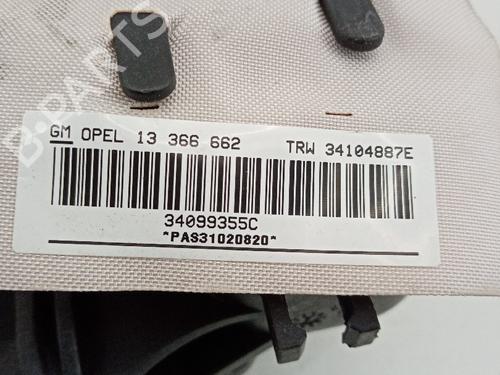 B-PARTS
GM OPEL 13 366 662 TRW 34104887E
34099355C
*PAS31020820*